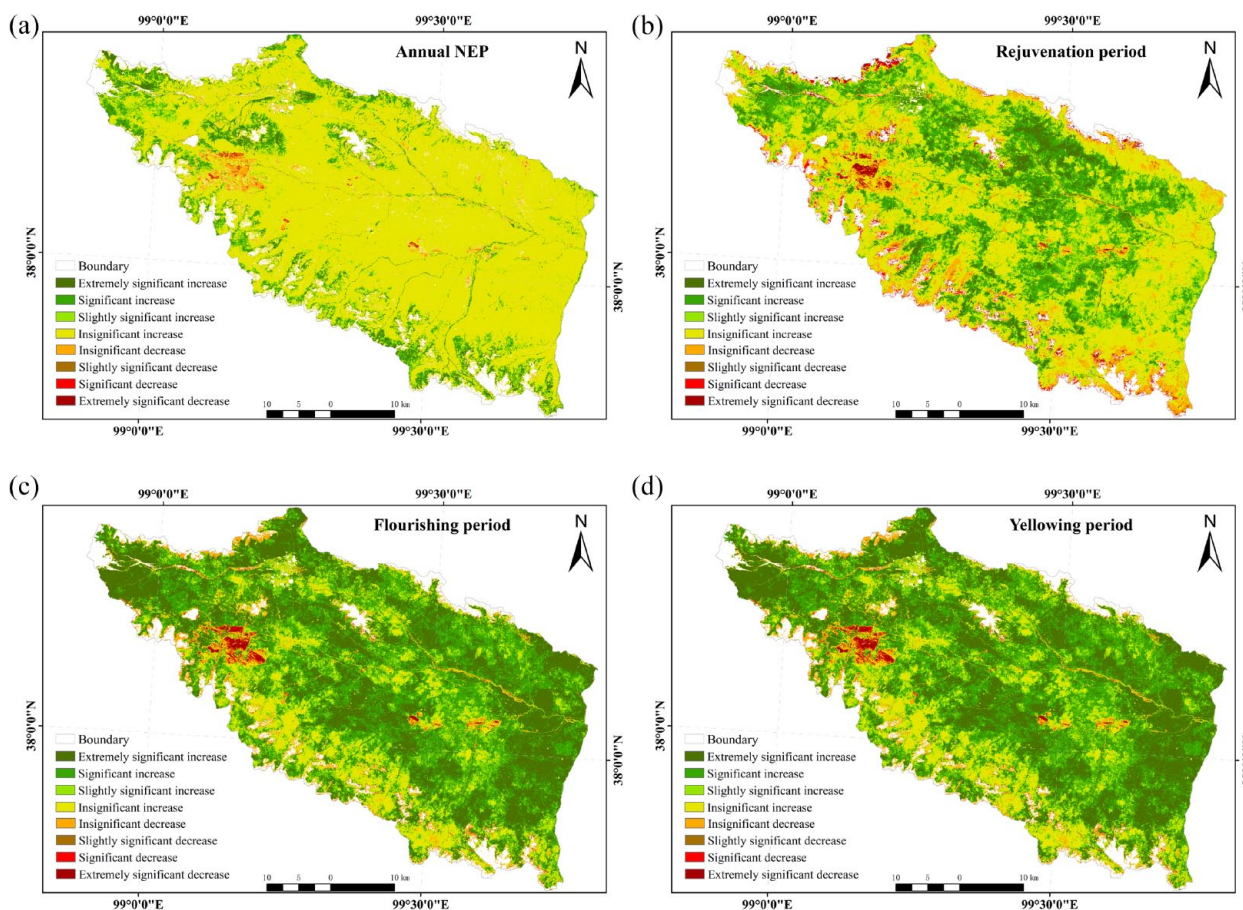 (a)
99°0'0"E 99°30'0"E
Annual NEP
N
38°0'0"N
38°0'0"N
Boundary
Extremely significant increase
Significant increase
Slightly significant increase
Insignificant increase
Insignificant decrease
Slightly significant decrease
Significant decrease
Extremely significant decrease
10 5 0 10 km
99°0'0"E 99°30'0"E
(b)
99°0'0"E 99°30'0"E
Rejuvenation period
N
38°0'0"N
Boundary
Extremely significant increase
Significant increase
Slightly significant increase
Insignificant increase
Insignificant decrease
Slightly significant decrease
Significant decrease
Extremely significant decrease
10 5 0 10 km
99°0'0"E 99°30'0"E
(c)
99°0'0"E 99°30'0"E
Flourishing period
N
38°0'0"N
38°0'0"N
Boundary
Extremely significant increase
Significant increase
Slightly significant increase
Insignificant increase
Insignificant decrease
Slightly significant decrease
Significant decrease
Extremely significant decrease
10 5 0 10 km
99°0'0"E 99°30'0"E
(d)
99°0'0"E 99°30'0"E
Yellowing period
N
38°0'0"N
Boundary
Extremely significant increase
Significant increase
Slightly significant increase
Insignificant increase
Insignificant decrease
Slightly significant decrease
Significant decrease
Extremely significant decrease
10 5 0 10 km
99°0'0"E 99°30'0"E